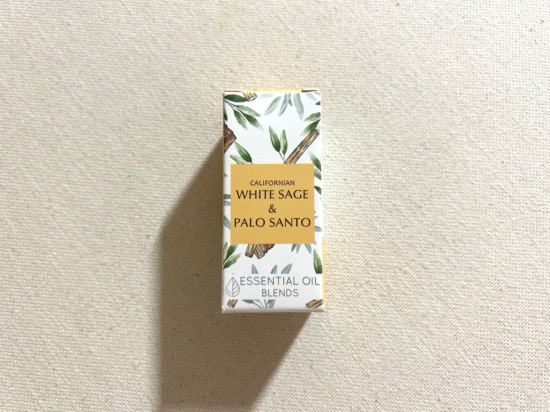 CALIFORNIAN
WHITE SAGE
&
PALO SANTO
ESSENTIAL OIL
BLENDS